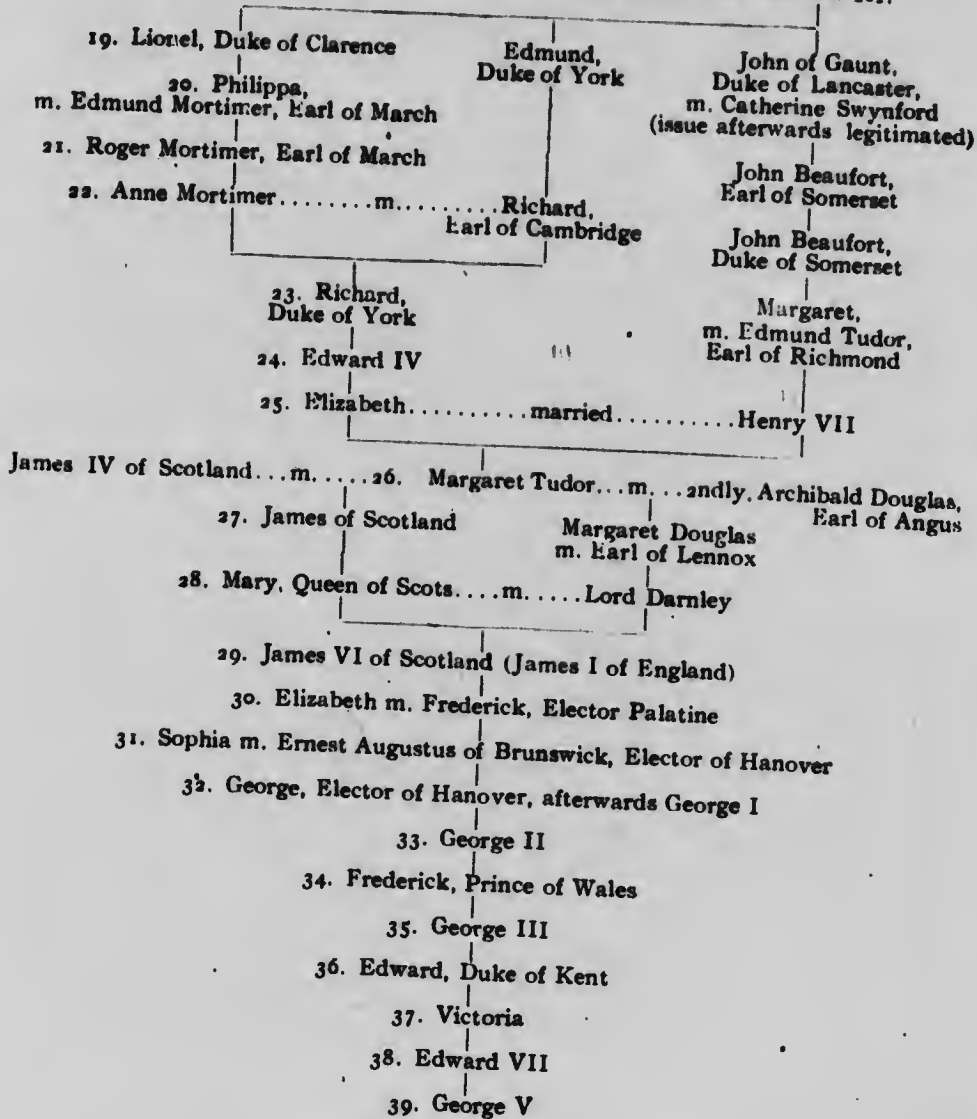 19. Lionel, Duke of Clarence
Edmund,
Duke of York
John of Gaunt,
Duke of Lancaster,
m. Catherine Swynford
(issue afterwards legitimated)
20. Philippa,
m. Edmund Mortimer, Earl of March
21. Roger Mortimer, Earl of March
John Beaufort,
Earl of Somerset
22. Anne Mortimer........m.........Richard,
Earl of Cambridge
John Beaufort,
Duke of Somerset
23. Richard,
Duke of York
Margaret,
m. Edmund Tudor,
Earl of Richmond
24. Edward IV
25. Elizabeth..........married..........Henry VII
James IV of Scotland...m.....26. Margaret Tudor...m...2ndly, Archibald Douglas,
Earl of Angus
27. James of Scotland
Margaret Douglas
m. Earl of Lennox
28. Mary, Queen of Scots....m.....Lord Darnley
29. James VI of Scotland (James I of England)
30. Elizabeth m. Frederick, Elector Palatine
31. Sophia m. Ernest Augustus of Brunswick, Elector of Hanover
32. George, Elector of Hanover, afterwards George I
33. George II
34. Frederick, Prince of Wales
35. George III
36. Edward, Duke of Kent
37. Victoria
38. Edward VII
39. George V